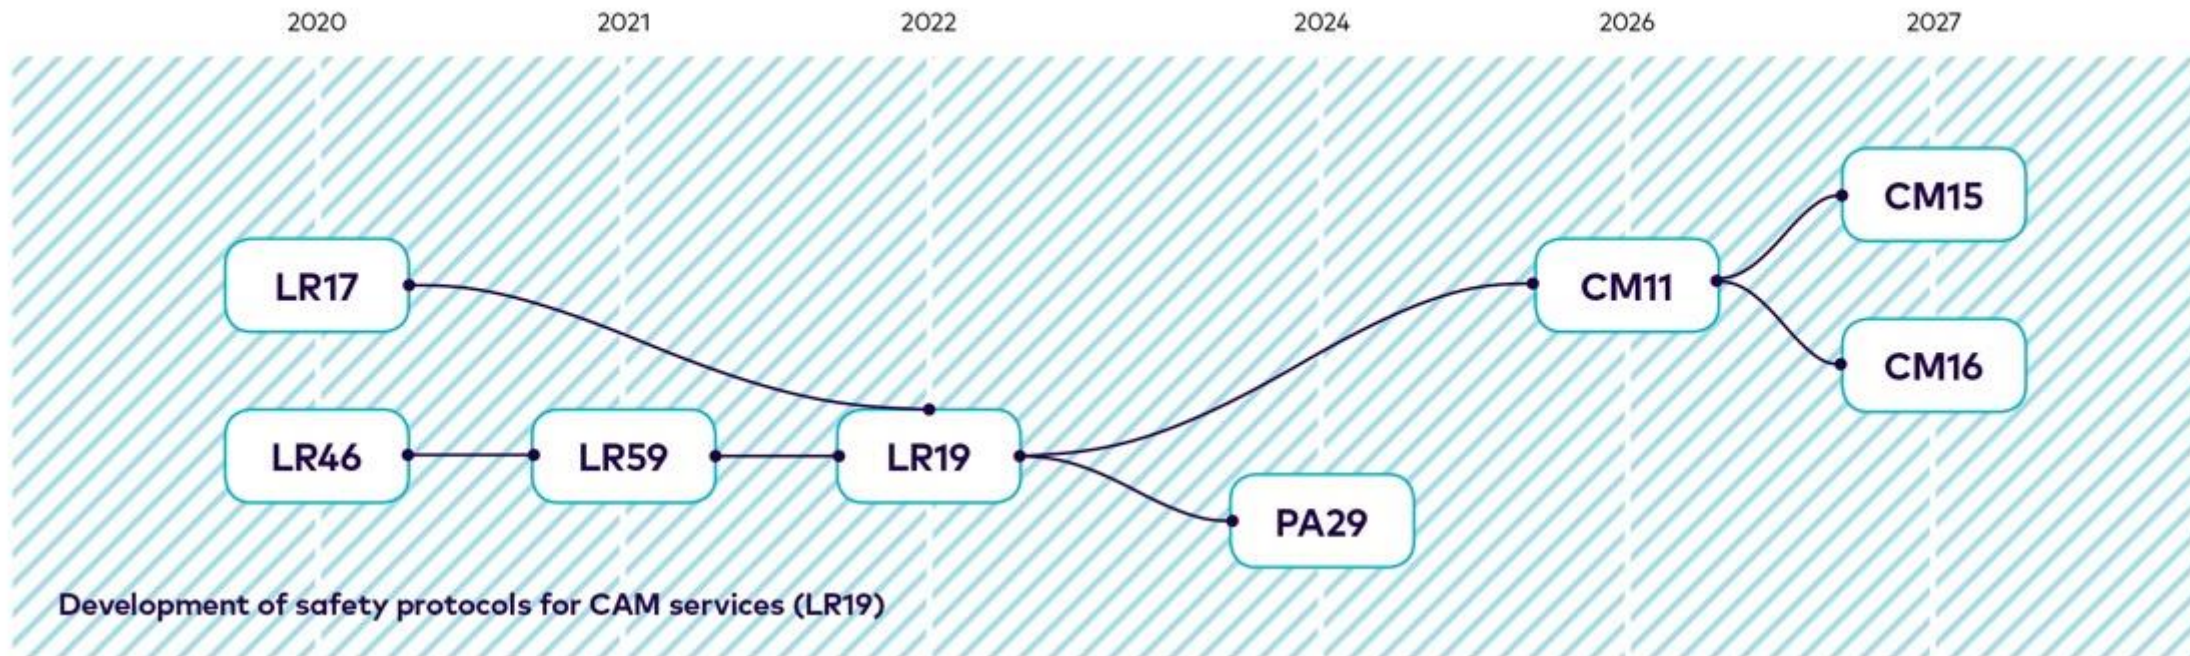 2020 2021 2022 2024 2026 2027
CM15
LR17 CM11
CM16
LR46 LR59 LR19
PA29
Development of safety protocols for CAM services (LR19)